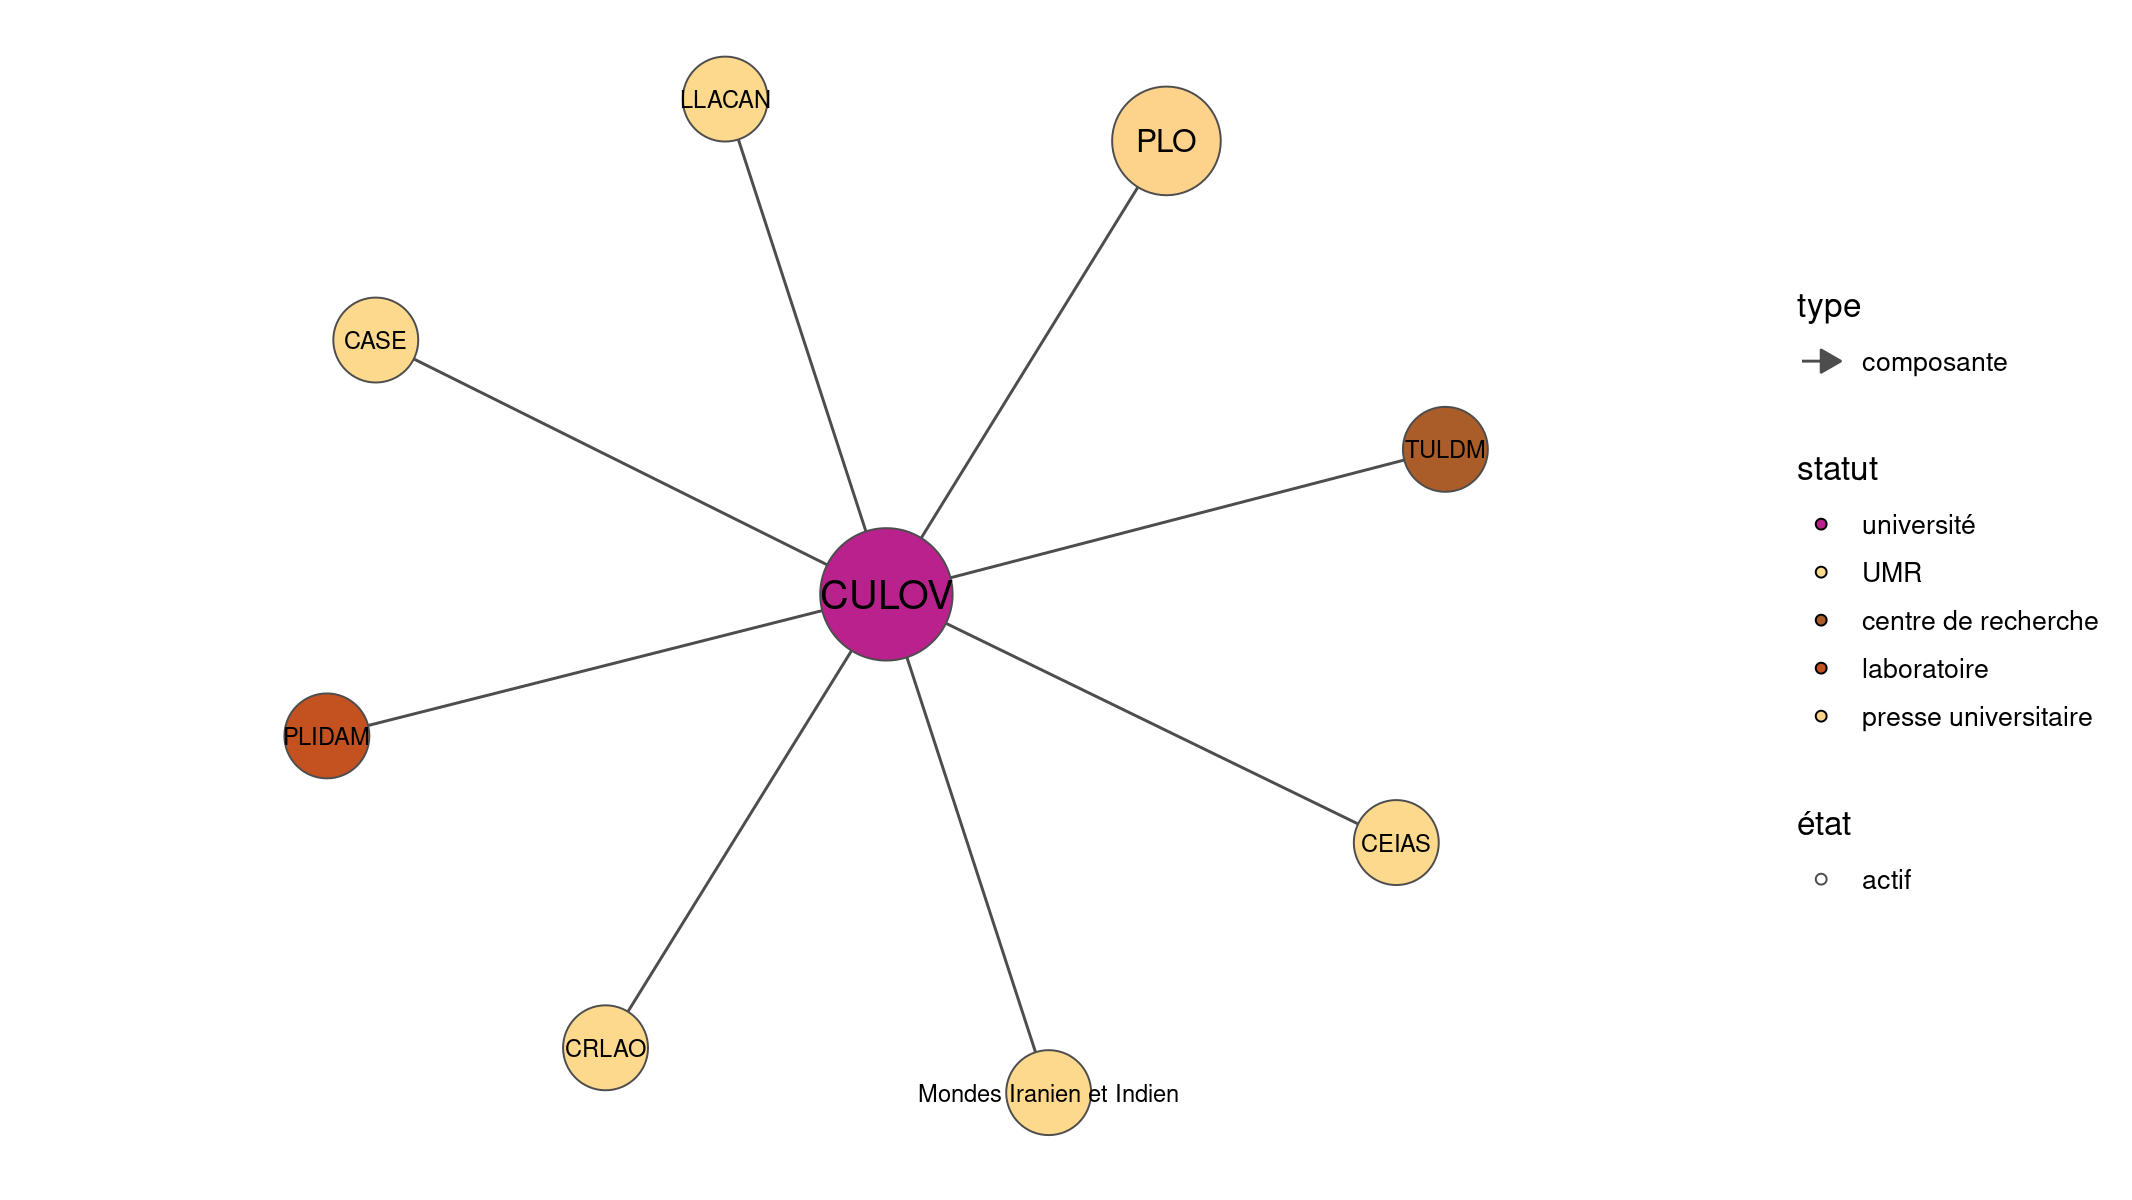 LLACAN
PLO
CASE
TULDM
CULOV
PLIDAM
CEIAS
CRLAO
Mondes Iranien et Indien
type
composante
statut
université
UMR
centre de recherche
laboratoire
presse universitaire
état
actif